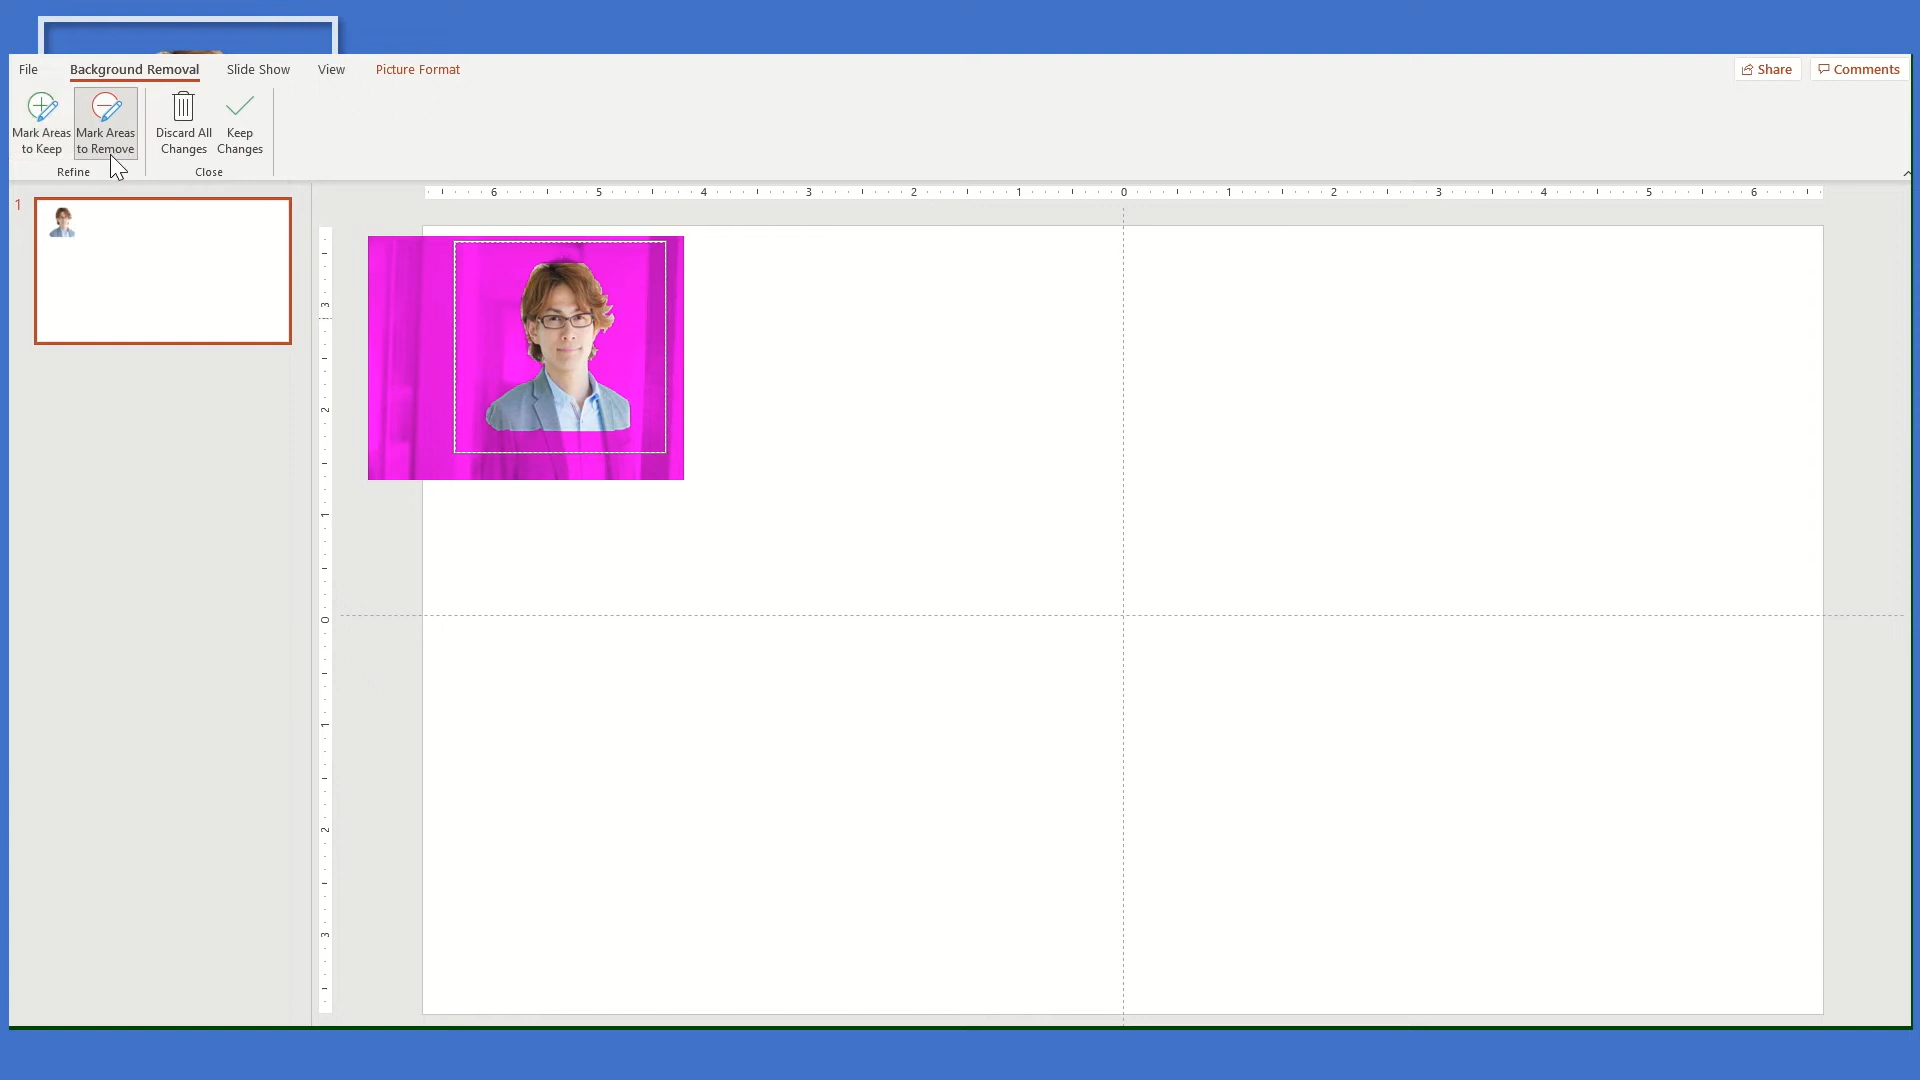 File Background Removal Slide Show View Picture Format Share Comments
Mark Areas to Keep
Mark Areas to Remove
Discard All Changes
Keep Changes
Refine
Close
6 5 4 3 2 1 0 1 2 3 4 5 6
1
3
2
1
0
1
2
3